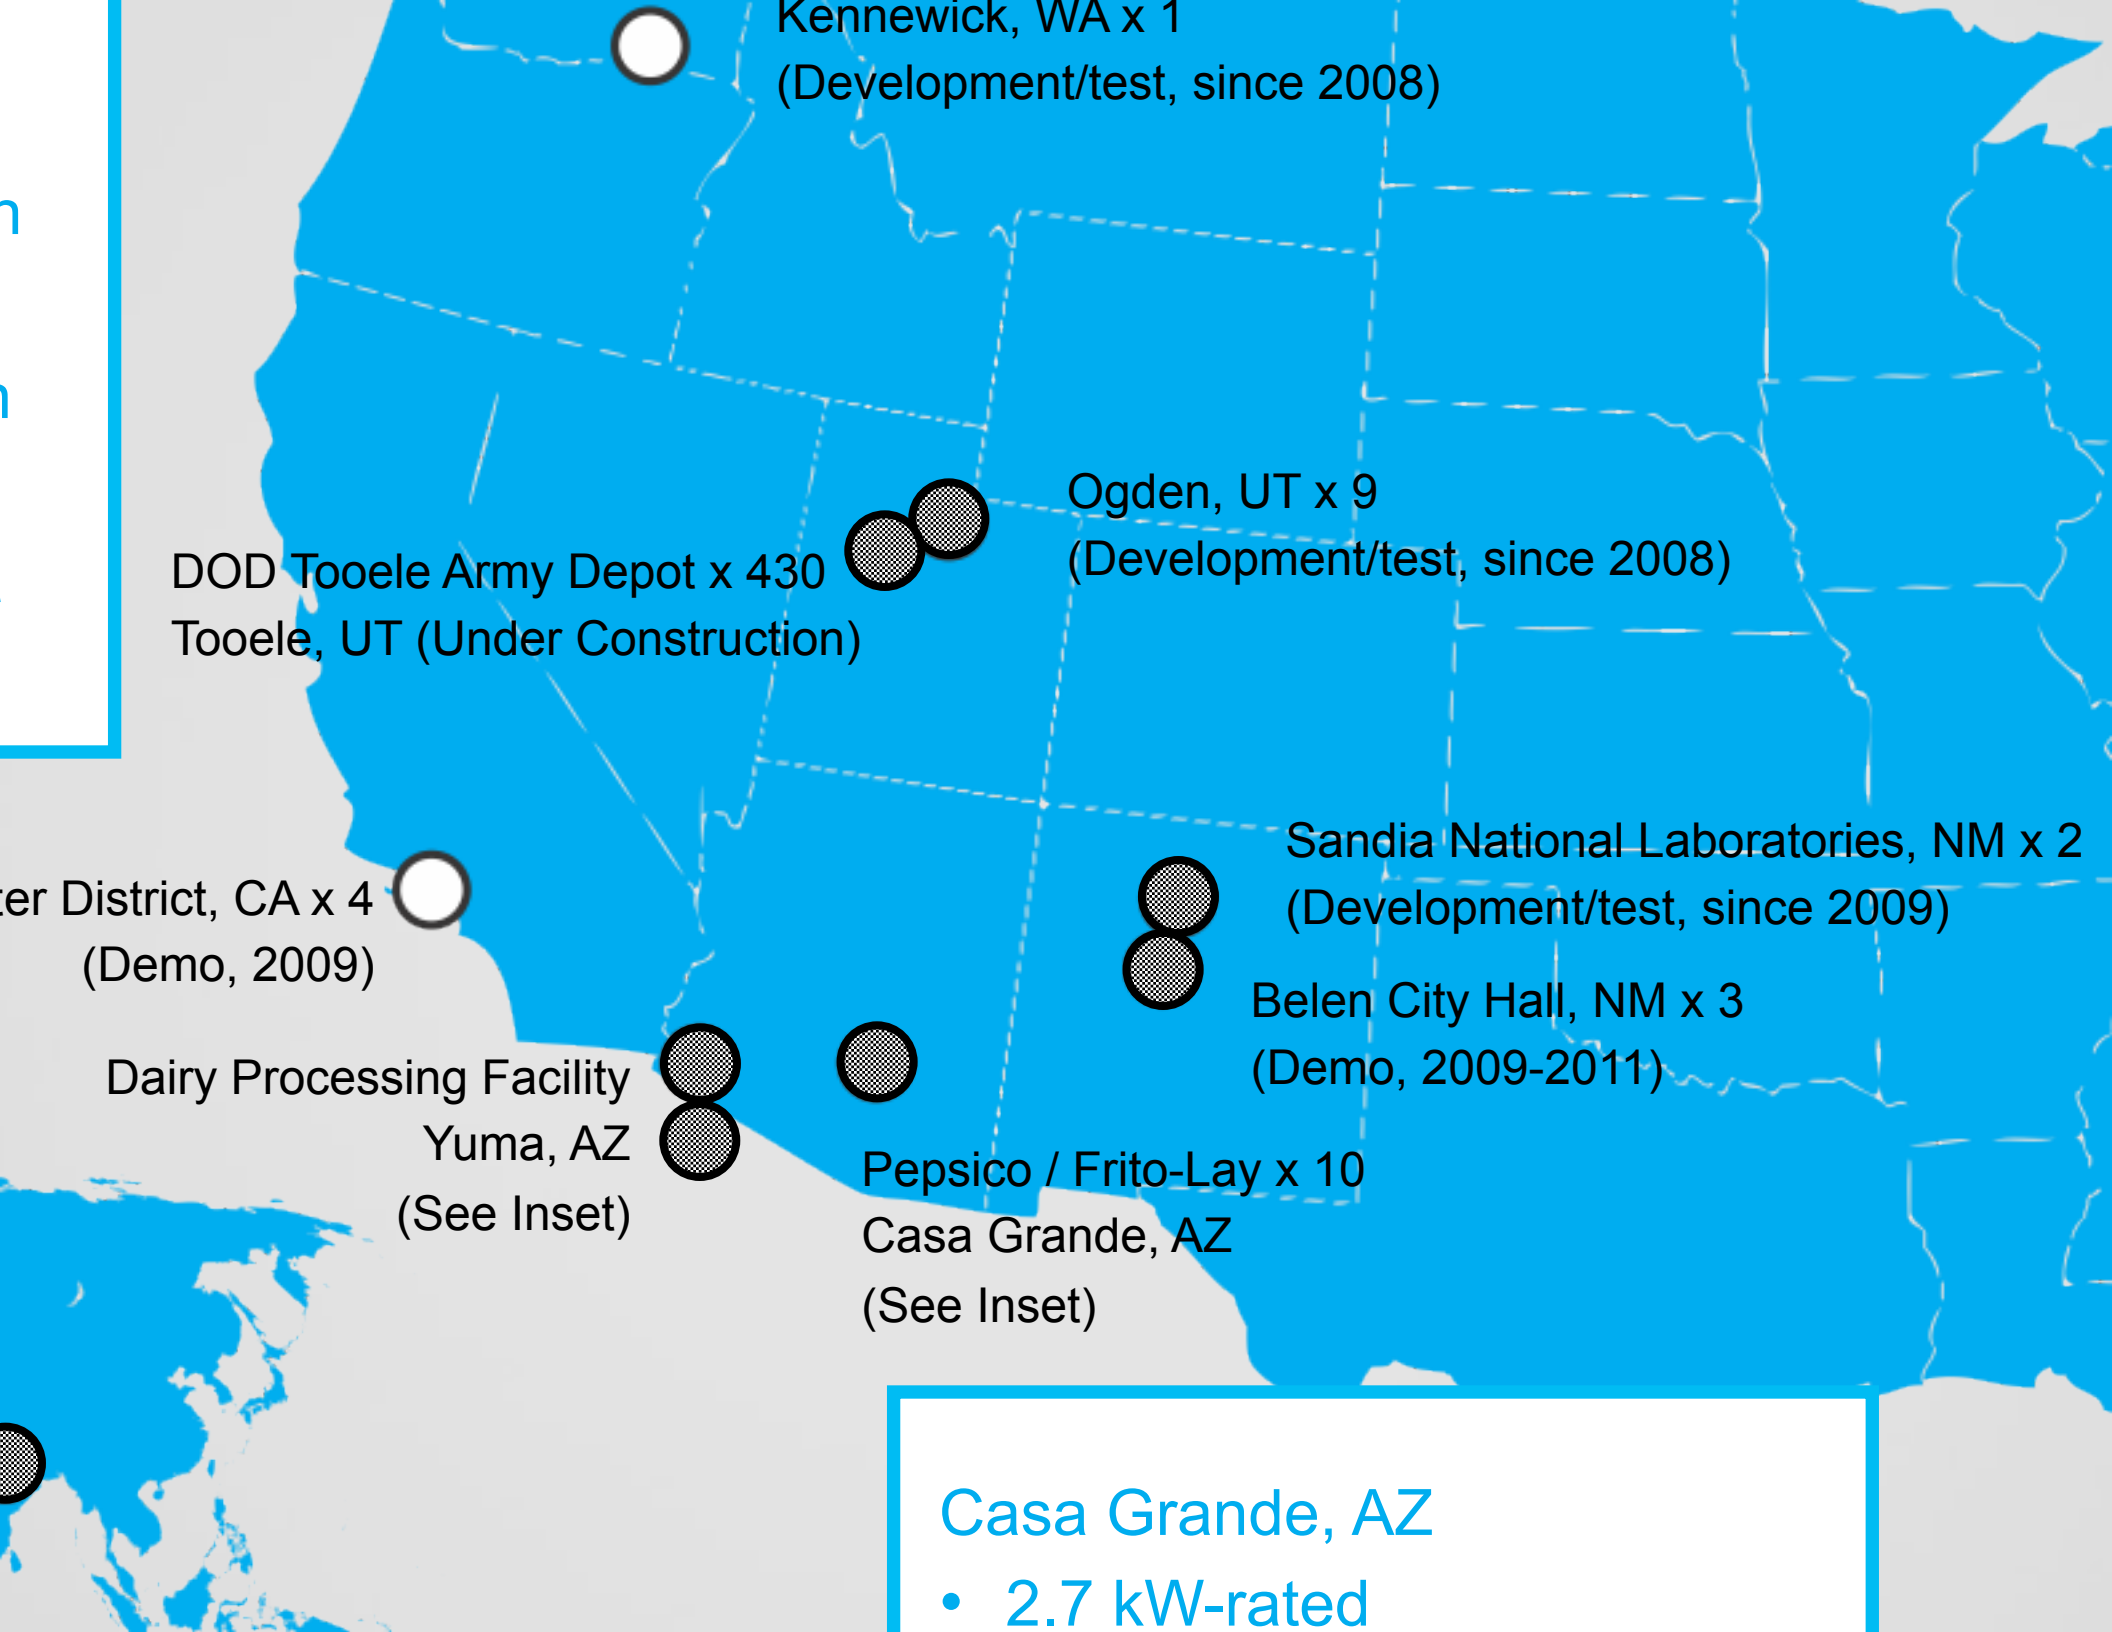 Kennewick, WA x 1
(Development/test, since 2008)
Ogden, UT x 9
(Development/test, since 2008)
DOD Tooele Army Depot x 430
Tooele, UT (Under Construction)
Sandia National Laboratories, NM x 2
(Development/test, since 2009)
District, CA x 4
(Demo, 2009)
Belen City Hall, NM x 3
(Demo, 2009-2011)
Dairy Processing Facility
Yuma, AZ
(See Inset)
Pepsico / Frito-Lay x 10
Casa Grande, AZ
(See Inset)
Casa Grande, AZ
• 2.7 kW-rated